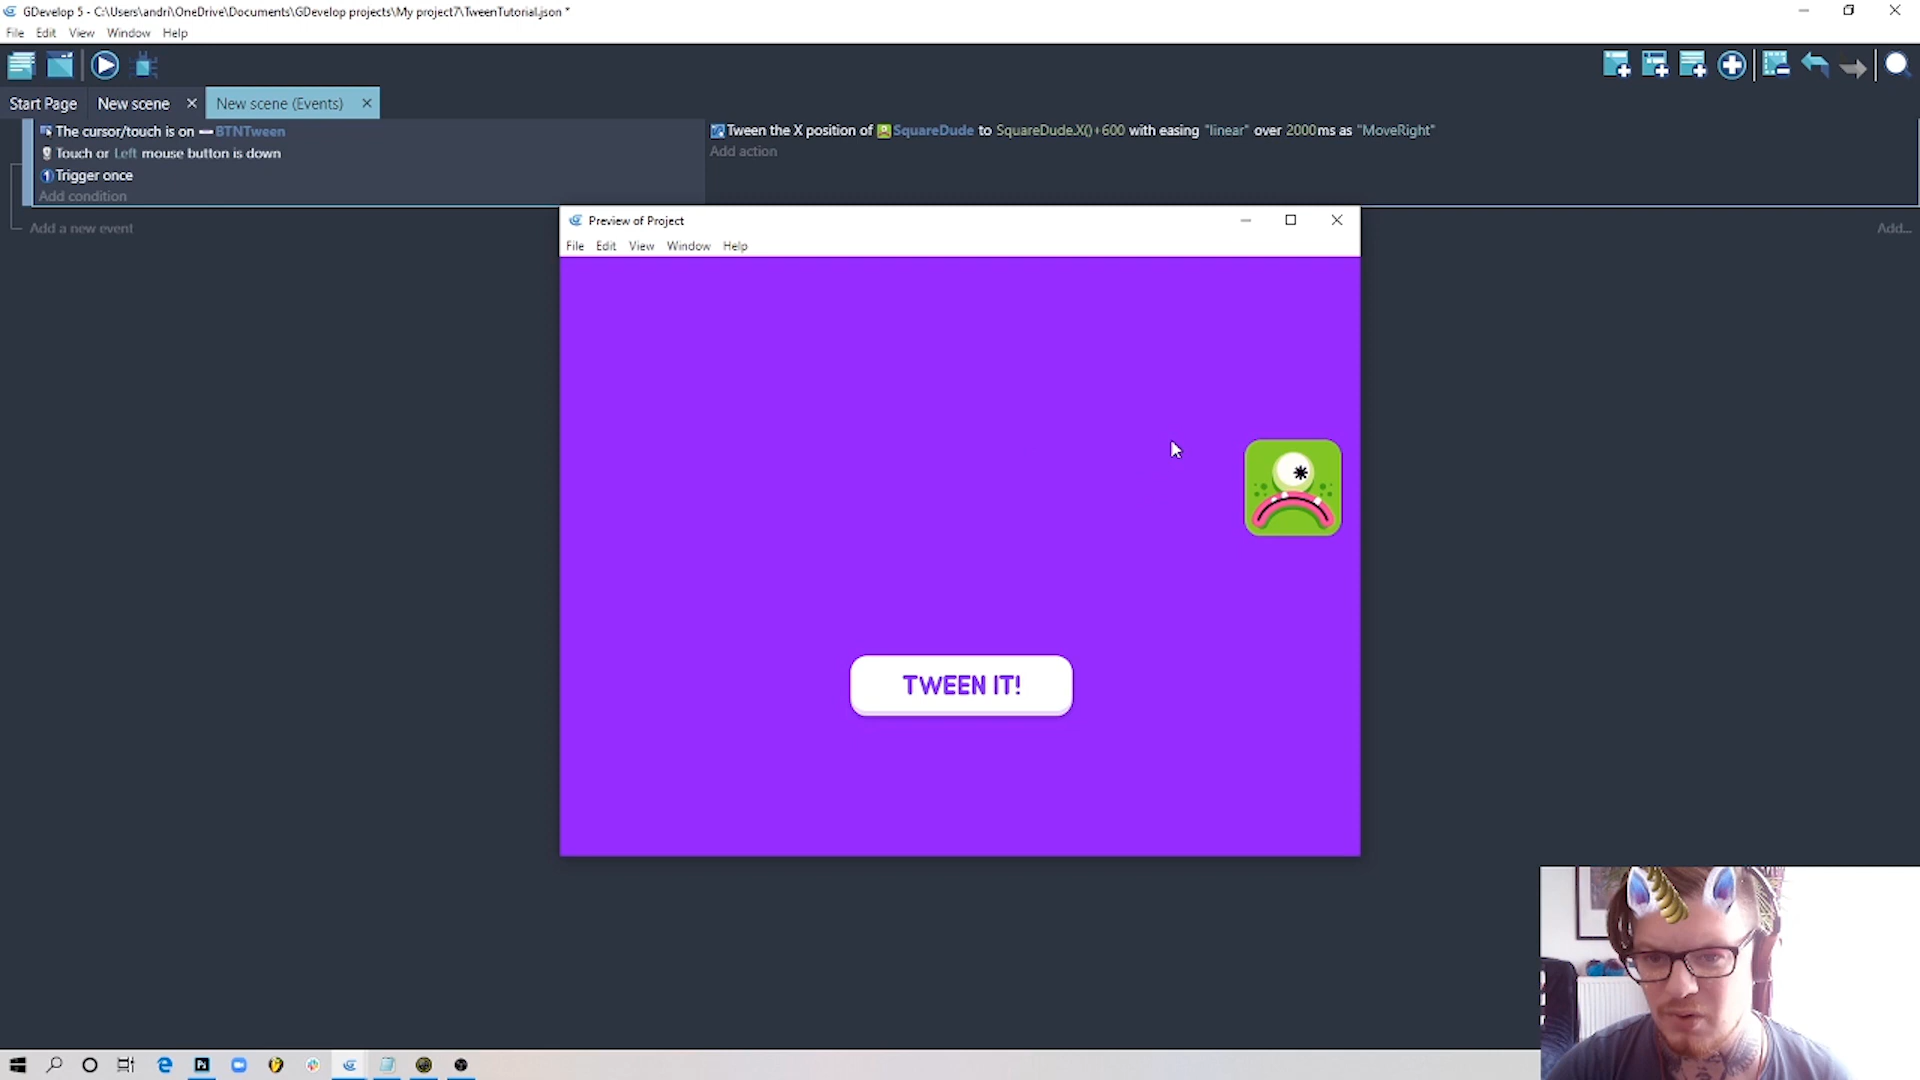 GDevelop 5 - C:\Users\andri\OneDrive\Documents\GDevelop projects\My project7\TweenTutorial.json *
File Edit View Window Help
Start Page New scene × New scene (Events) ×
The cursor/touch is on BTNTween
Touch or Left mouse button is down
Trigger once
Add condition
Tween the X position of SquareDude to SquareDude.X()+600 with easing "linear" over 2000ms as "MoveRight"
Add action
Add a new event
Add...
Preview of Project
File Edit View Window Help
TWEEN IT!